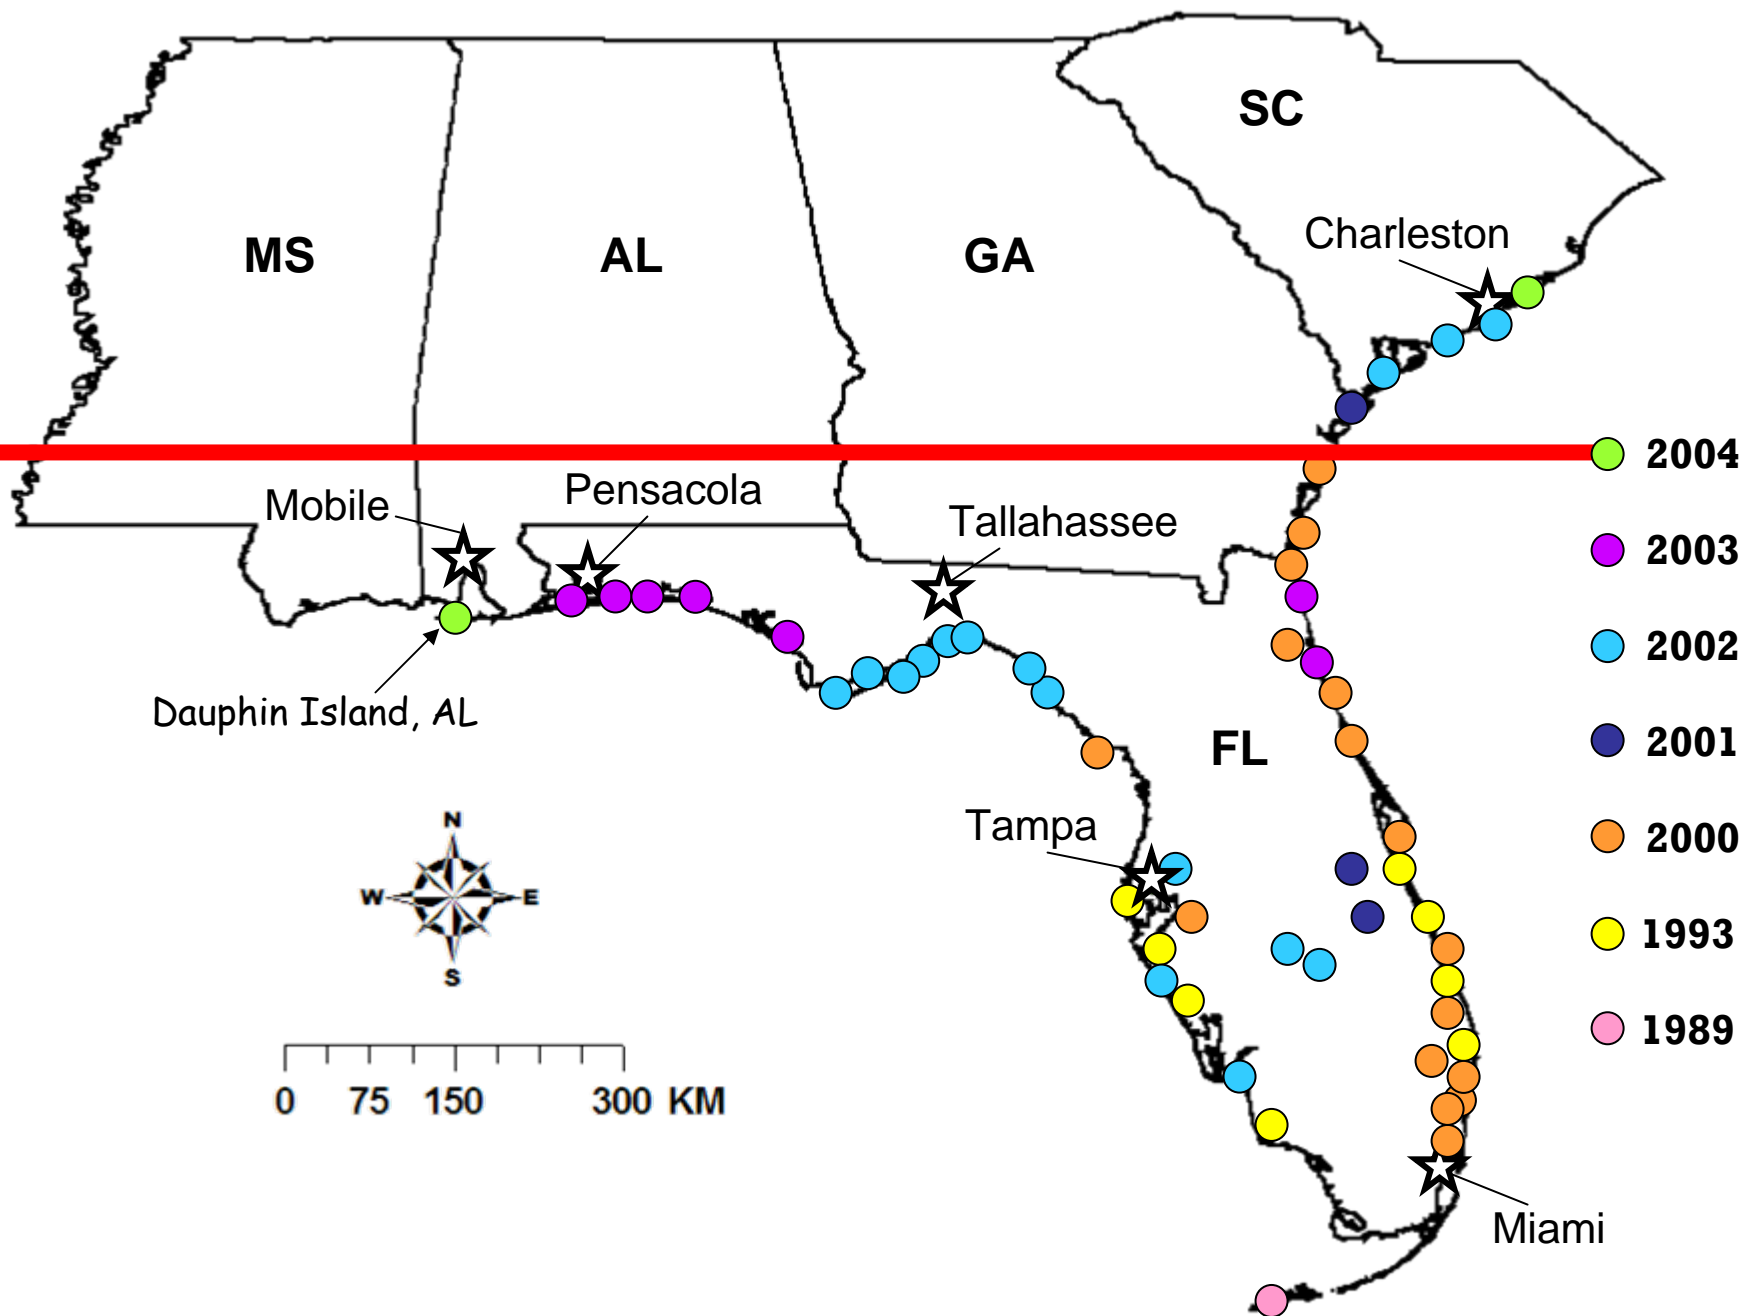 SC
Charleston
MS
AL
GA
2004
Pensacola
Mobile
Tallahassee
2003
2002
Dauphin Island, AL
FL
2001
N
Tampa
2000
W
E
1993
S
1989
0
75
150
300 KM
Miami